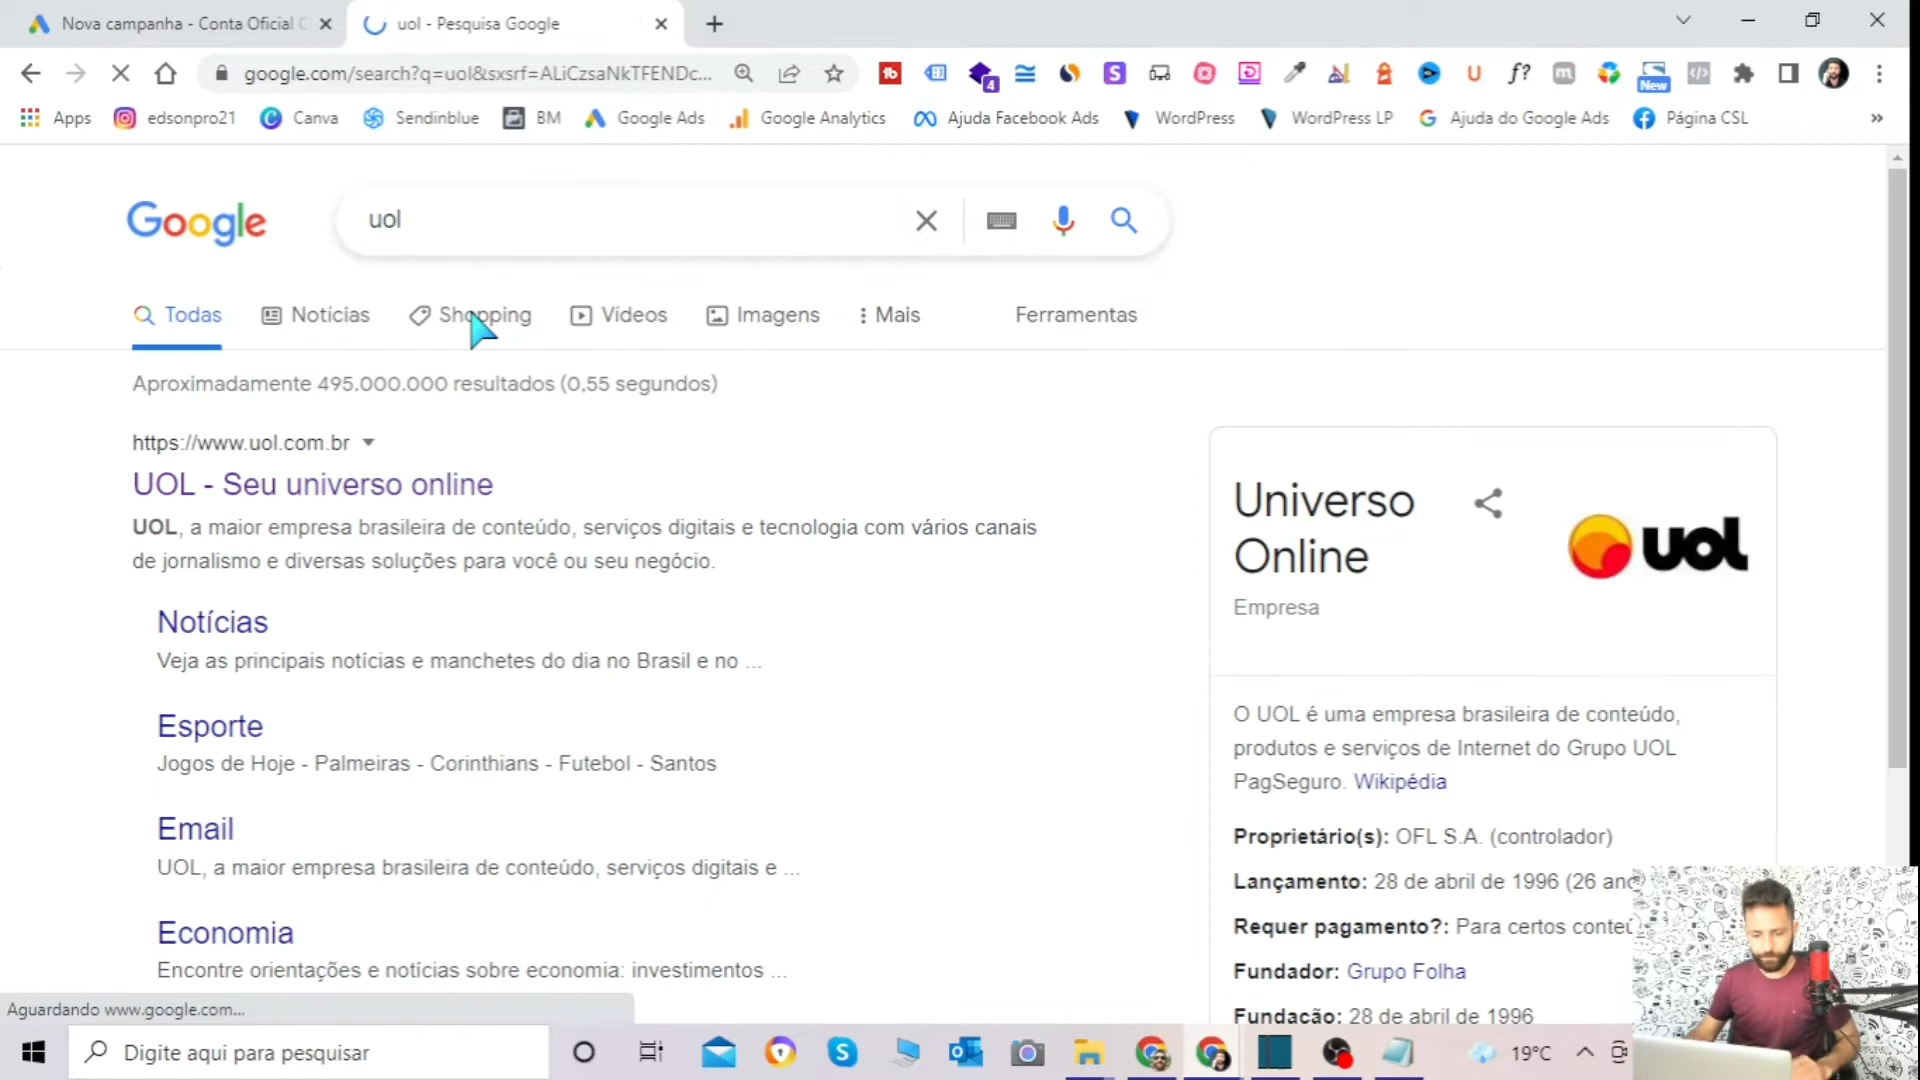 Nova campanha - Conta Oficial
uol - Pesquisa Google
google.com/search?q=uol&sxsrf=ALiCzsaNkTFENDc...
4
New
Apps
edsonpro21
Canva
Sendinblue
BM
Google Ads
Google Analytics
Ajuda Facebook Ads
WordPress
WordPress LP
Ajuda do Google Ads
Página CSL
»
Google
uol
Todas
Notícias
Shopping
Vídeos
Imagens
Mais
Ferramentas
Aproximadamente 495.000.000 resultados (0,55 segundos)
https://www.uol.com.br
UOL - Seu universo online
UOL, a maior empresa brasileira de conteúdo, serviços digitais e tecnologia com vários canais
de jornalismo e diversas soluções para você ou seu negócio.
Notícias
Veja as principais notícias e manchetes do dia no Brasil e no ...
Esporte
Jogos de Hoje - Palmeiras - Corinthians - Futebol - Santos
Email
UOL, a maior empresa brasileira de conteúdo, serviços digitais e ...
Economia
Encontre orientações e notícias sobre economia: investimentos ...
Universo
Online
uol
Empresa
O UOL é uma empresa brasileira de conteúdo,
produtos e serviços de Internet do Grupo UOL
PagSeguro. Wikipédia
Proprietário(s): OFL S.A. (controlador)
Lançamento: 28 de abril de 1996 (26
Requer pagamento?: Para certos
Fundador: Grupo Folha
Fundação: 28 de abril de 1996
Aguardando www.google.com...
Digite aqui para pesquisar
19°C